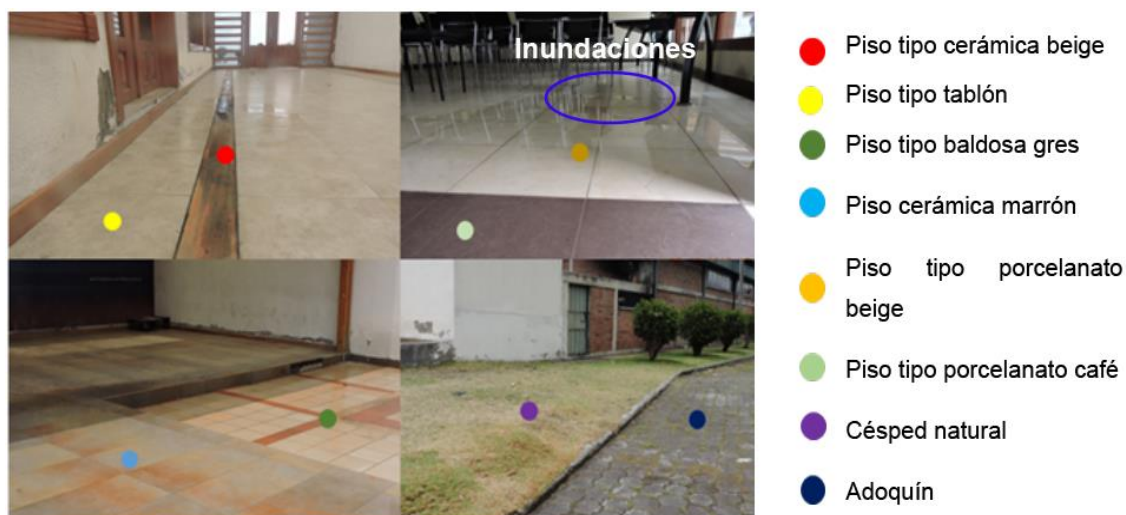 Inundaciones
Piso tipo cerámica beige
Piso tipo tablón
Piso tipo baldosa gres
Piso cerámica marrón
Piso tipo porcelanato
beige
Piso tipo porcelanato café
Césped natural
Adoquín